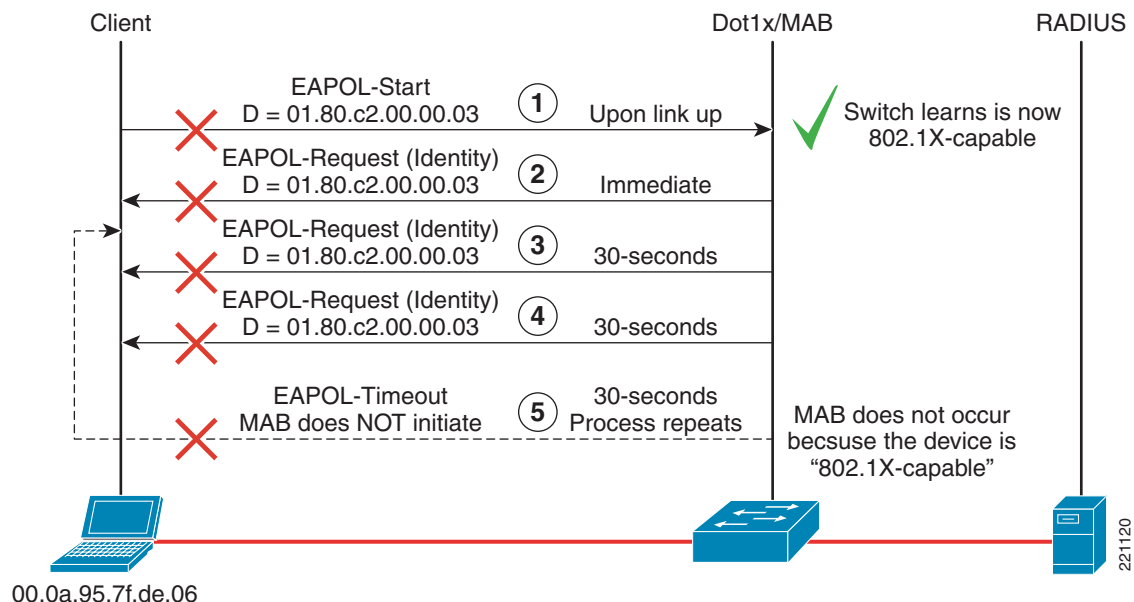 Client
Dot1x/MAB
RADIUS
EAPOL-Start
D = 01.80.c2.00.00.03
1
Upon link up
Switch learns is now
802.1X-capable
EAPOL-Request (Identity)
D = 01.80.c2.00.00.03
2
Immediate
EAPOL-Request (Identity)
D = 01.80.c2.00.00.03
3
30-seconds
EAPOL-Request (Identity)
D = 01.80.c2.00.00.03
4
30-seconds
EAPOL-Timeout
MAB does NOT initiate
5
30-seconds
Process repeats
MAB does not occur
becsuse the device is
“802.1X-capable”
221120
00.0a.95.7f.de.06